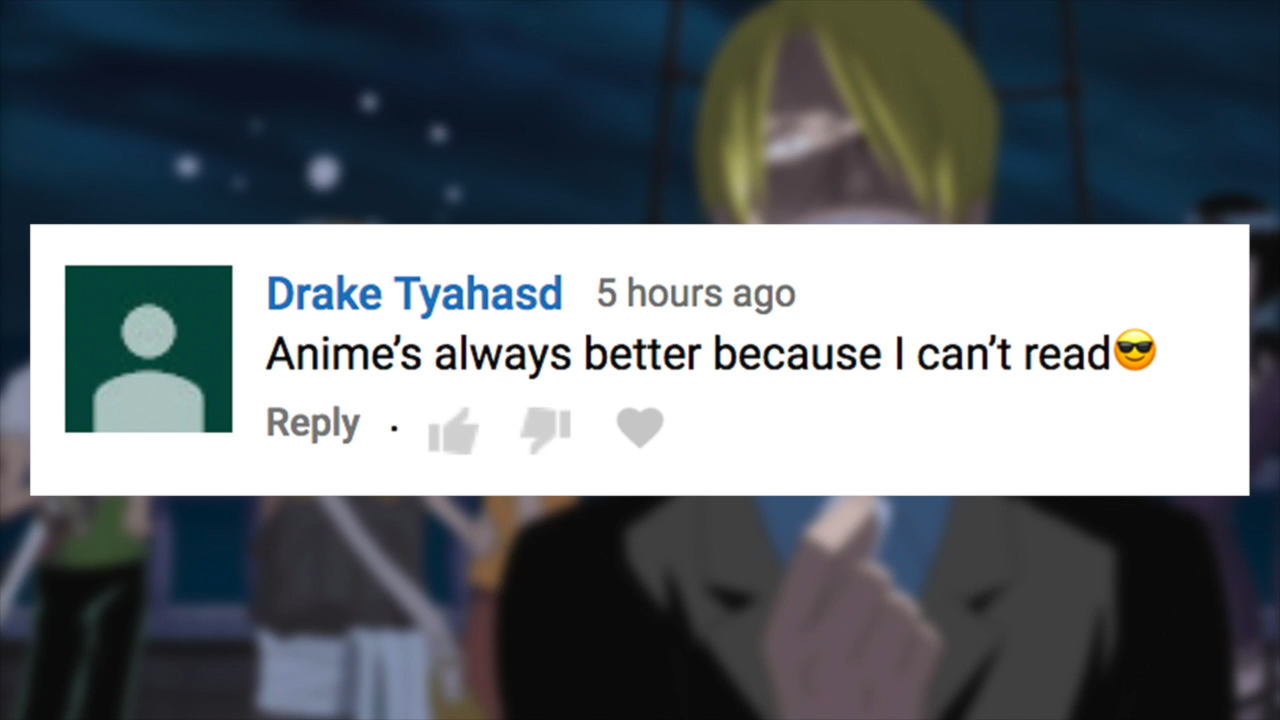 Drake Tyahasd 5 hours ago
Anime’s always better because I can’t read😎
Reply ·